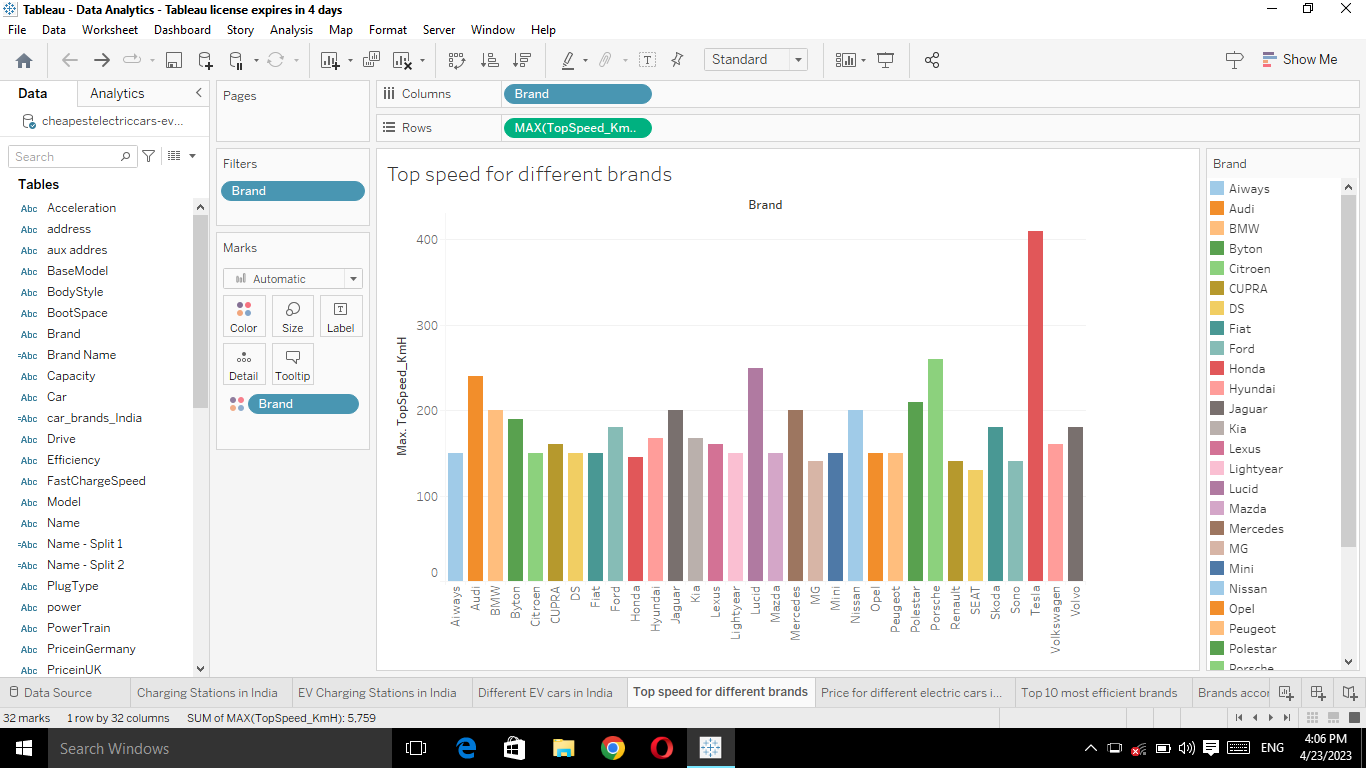 Tableau - Data Analytics - Tableau license expires in 4 days
File Data Worksheet Dashboard Story Analysis Map Format Server Window Help
Standard
Show Me
Data Analytics
cheapestelectriccars-ev...
Search
Tables
Abc Acceleration
Abc address
Abc aux addres
Abc BaseModel
Abc BodyStyle
Abc BootSpace
Abc Brand
=Abc Brand Name
Abc Capacity
Abc Car
=Abc car_brands_India
Abc Drive
Abc Efficiency
Abc FastChargeSpeed
Abc Model
Abc Name
=Abc Name - Split 1
=Abc Name - Split 2
Abc PlugType
Abc power
Abc PowerTrain
Abc PriceinGermany
Abc PriceinUK
Pages
Filters
Brand
Marks
Automatic
Color Size Label
Detail Tooltip
Brand
Columns Brand
Rows MAX(TopSpeed_Km..
Top speed for different brands
Brand
Max. TopSpeed_KmH
400
300
200
100
0
Aiways Audi BMW Byton Citroen CUPRA DS Fiat Ford Honda Hyundai Jaguar Kia Lexus Lightyear Lucid Mazda Mercedes MG Mini Nissan Opel Peugeot Polestar Porsche Renault SEAT Skoda Sono Tesla Volkswagen Volvo
Brand
Aiways
Audi
BMW
Byton
Citroen
CUPRA
DS
Fiat
Ford
Honda
Hyundai
Jaguar
Kia
Lexus
Lightyear
Lucid
Mazda
Mercedes
MG
Mini
Nissan
Opel
Peugeot
Polestar
Porsche
Data Source Charging Stations in India EV Charging Stations in India Different EV cars in India Top speed for different brands Price for different electric cars i... Top 10 most efficient brands Brands accor
32 marks 1 row by 32 columns SUM of MAX(TopSpeed_KmH): 5,759
Search Windows
ENG
4:06 PM
4/23/2023